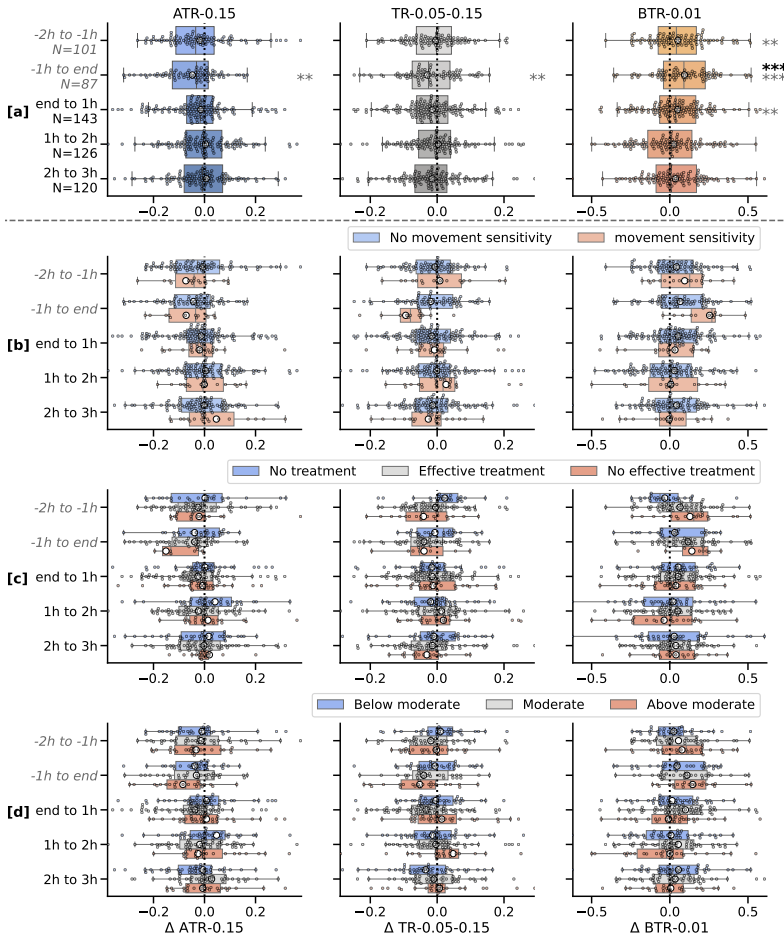 ATR-0.15 TR-0.05-0.15 BTR-0.01
-2h to -1h
N=101
**
-1h to end
N=87
** ** ***
***
[a] end to 1h
N=143
**
1h to 2h
N=126
2h to 3h
N=120
−0.2 0.0 0.2 −0.2 0.0 0.2 −0.5 0.0 0.5
No movement sensitivity movement sensitivity
-2h to -1h
-1h to end
[b] end to 1h
1h to 2h
2h to 3h
−0.2 0.0 0.2 −0.2 0.0 0.2 −0.5 0.0 0.5
No treatment Effective treatment No effective treatment
-2h to -1h
-1h to end
[c] end to 1h
1h to 2h
2h to 3h
−0.2 0.0 0.2 −0.2 0.0 0.2 −0.5 0.0 0.5
Below moderate Moderate Above moderate
-2h to -1h
-1h to end
[d] end to 1h
1h to 2h
2h to 3h
−0.2 0.0 0.2 −0.2 0.0 0.2 −0.5 0.0 0.5
Δ ATR-0.15 Δ TR-0.05-0.15 Δ BTR-0.01